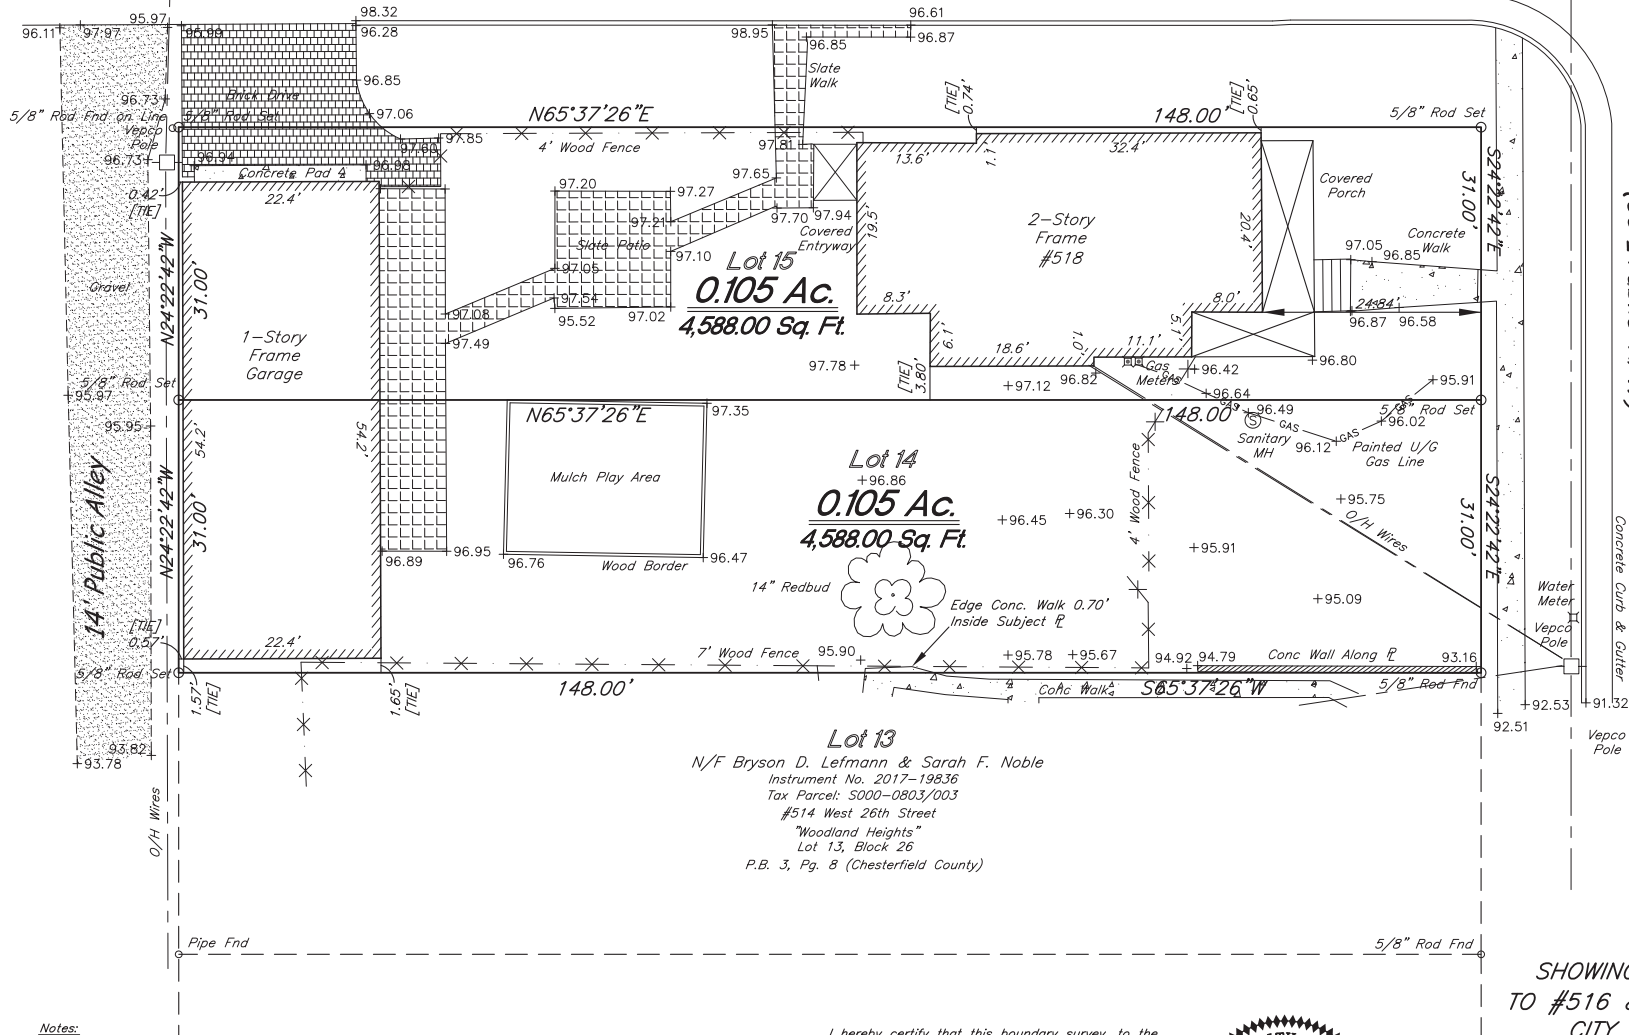 98.32
96.61
95.97
96.11
97.97
95.99
96.28
98.95
96.85
96.87
Slate
Walk
96.85
[TIE]
0.74'
[TIE]
0.65'
96.73
Brick Drive
97.06
5/8" Rod Fnd on Line
5/8" Rod Set
N65°37'26"E
148.00'
5/8" Rod Set
Vepco
Pole
97.85
97.60
4' Wood Fence
97.81
13.6'
1.1'
32.4'
96.73
96.94
96.98
Concrete Pad
0.42'
[TIE]
22.4'
97.20
97.27
97.65
97.21
97.70
97.94
Covered
Entryway
19.5'
2-Story
Frame
#518
20.4'
Covered
Porch
S24°22'42"E
31.00'
Concrete
Walk
97.05
96.85
Slate Patio
97.10
97.05
Gravel
N24°22'42"W
31.00'
Lot 15
0.105 Ac.
4,588.00 Sq. Ft.
97.54
95.52
97.02
97.08
97.49
8.3'
8.0'
24.84'
96.87
96.58
6.1'
5.1'
1-Story
Frame
Garage
18.6'
1.0'
11.1'
97.78
[TIE]
3.80'
97.12
96.82
Gas
Meters
GAS
96.42
96.80
96.64
GAS
95.91
5/8" Rod Set
95.97
N65°37'26"E
97.35
148.00'
96.49
5/8" Rod Set
GAS
96.02
95.95
54.2'
54.2'
Sanitary
MH
S
GAS
GAS
96.12
Painted U/G
Gas Line
Mulch Play Area
Lot 14
96.86
0.105 Ac.
4,588.00 Sq. Ft.
4' Wood Fence
96.45
96.30
95.75
O/H Wires
S24°22'42"E
31.00'
14' Public Alley
N24°22'42"W
31.00'
96.89
96.95
96.76
96.47
Wood Border
95.91
14" Redbud
Edge Conc. Walk 0.70'
Inside Subject ℙL
95.09
Water
Meter
Vepco
Pole
Concrete Curb & Gutter
[TIE]
0.57'
22.4'
7' Wood Fence
95.90
95.78
95.67
94.92
94.79
Conc Wall Along ℙL
93.16
5/8" Rod Set
1.57'
[TIE]
1.65'
[TIE]
148.00'
Conc Walk
S65°37'26"W
5/8" Rod Fnd
92.53
91.32
92.51
Vepco
Pole
93.82
93.78
O/H Wires
Lot 13
N/F Bryson D. Lefmann & Sarah F. Noble
Instrument No. 2017-19836
Tax Parcel: S000-0803/003
#514 West 26th Street
"Woodland Heights"
Lot 13, Block 26
P.B. 3, Pg. 8 (Chesterfield County)
Pipe Fnd
5/8" Rod Fnd
SHOWING
TO #516
CITY
Notes:
I hereby certify that this boundary survey, to the